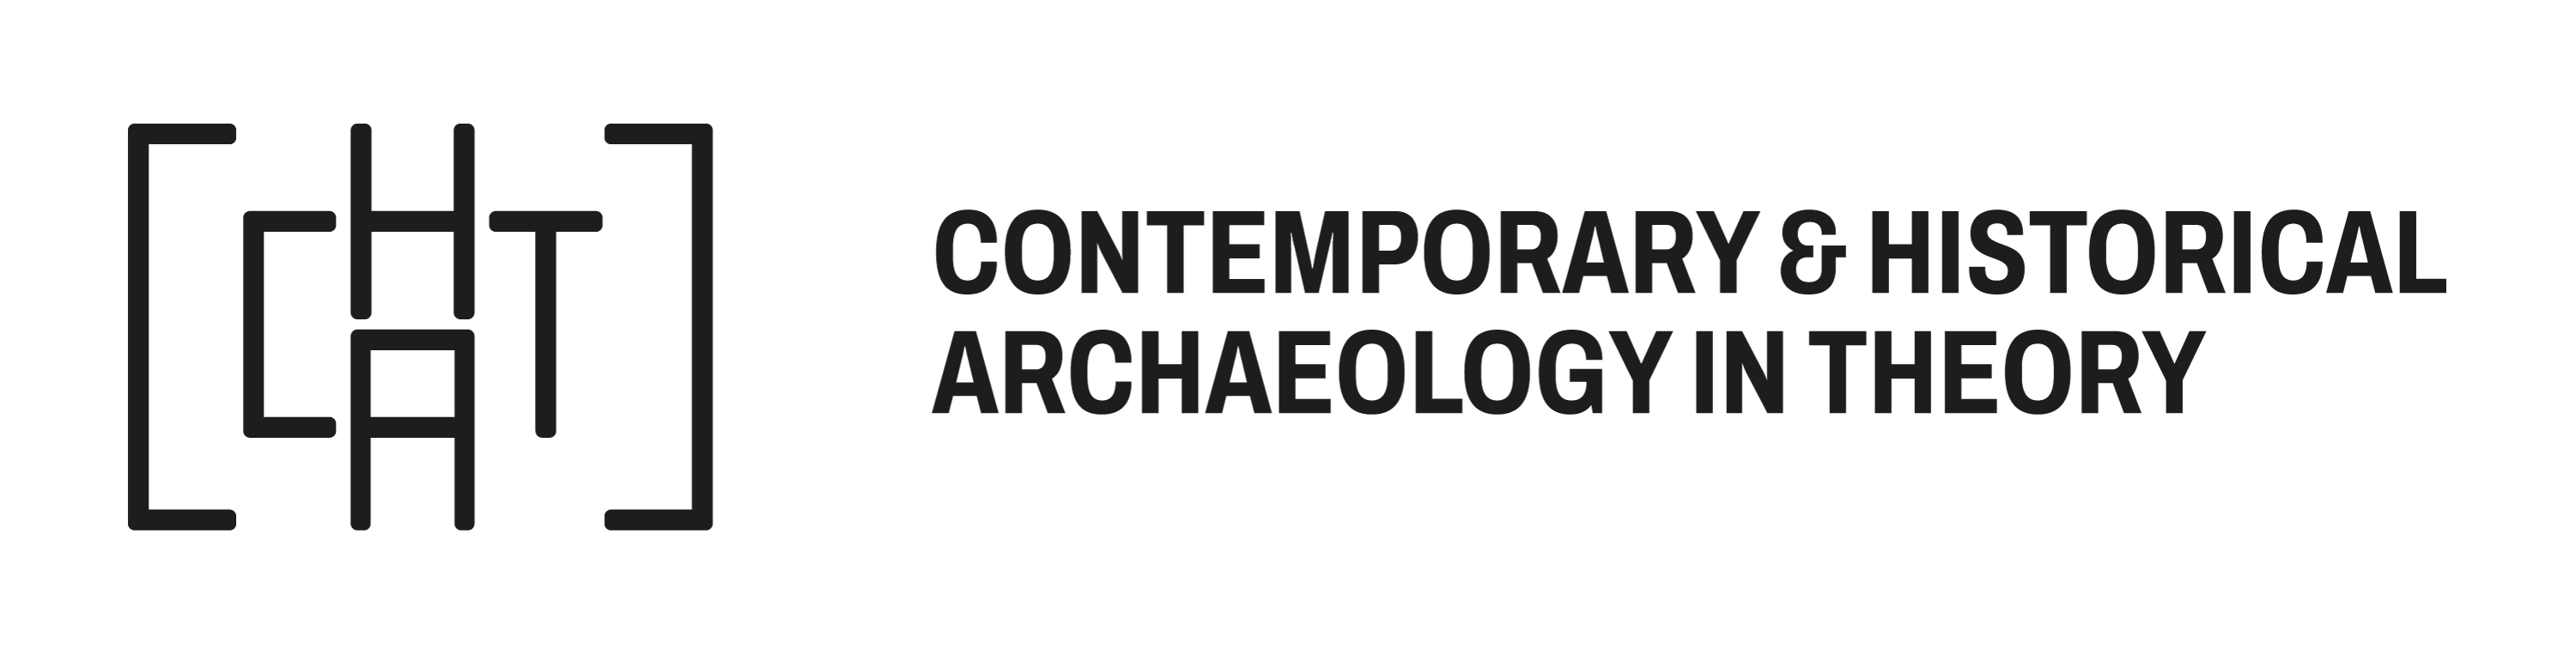 [CHAT]
CONTEMPORARY & HISTORICAL
ARCHAEOLOGY IN THEORY